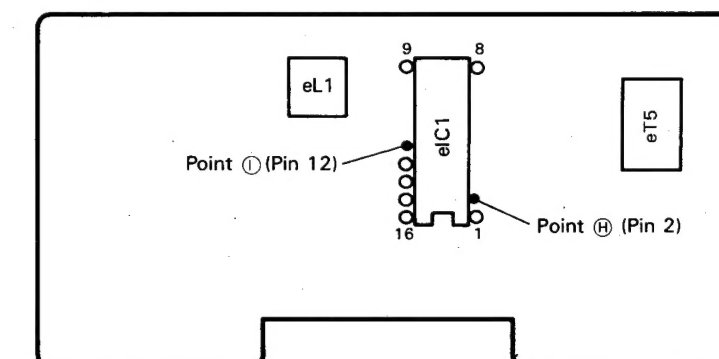 9 8
eL1
eIC1
eT5
Point Ⓘ (Pin 12)
Point Ⓗ (Pin 2)
16 1